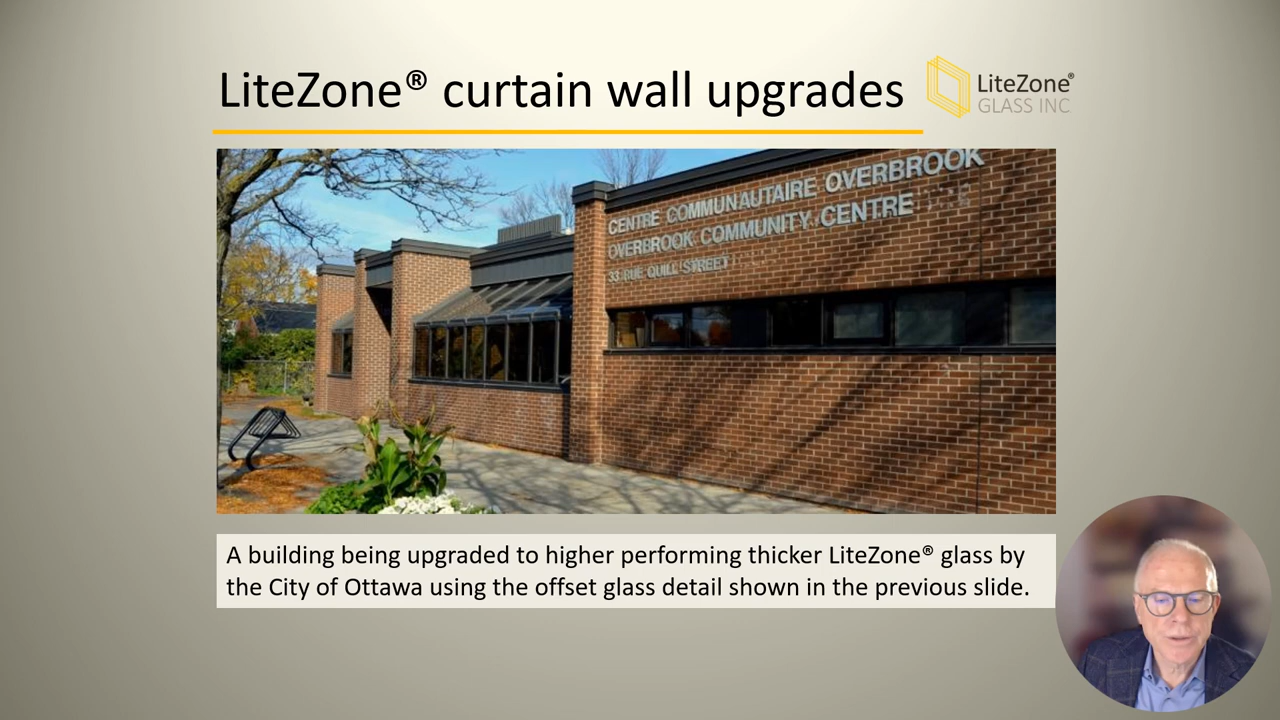 LiteZone® curtain wall upgrades
LiteZone®
GLASS INC
CENTRE COMMUNAUTAIRE OVERBROOK
OVERBROOK COMMUNITY CENTRE
33 RUE QUILL STREET
A building being upgraded to higher performing thicker LiteZone® glass by
the City of Ottawa using the offset glass detail shown in the previous slide.